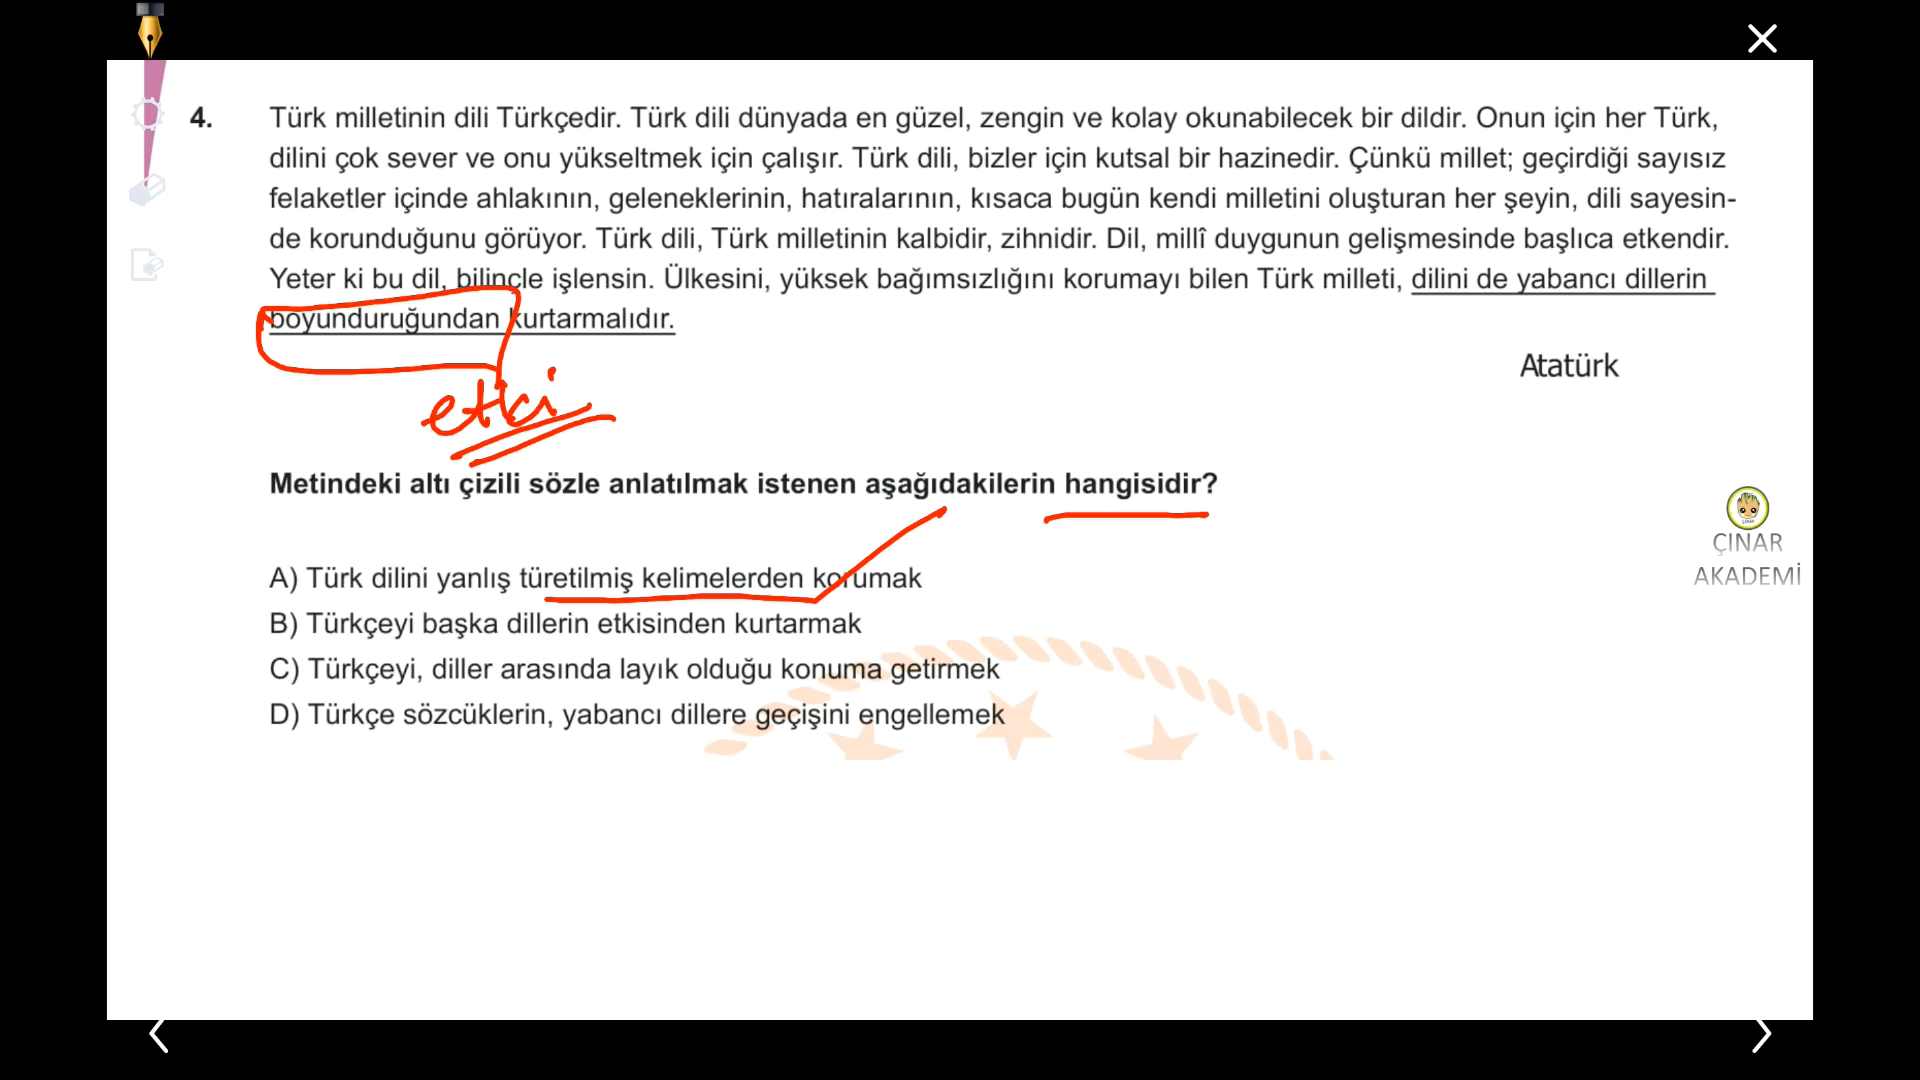 4. Türk milletinin dili Türkçedir. Türk dili dünyada en güzel, zengin ve kolay okunabilecek bir dildir. Onun için her Türk,
dilini çok sever ve onu yükseltmek için çalışır. Türk dili, bizler için kutsal bir hazinedir. Çünkü millet; geçirdiği sayısız
felaketler içinde ahlakının, geleneklerinin, hatıralarının, kısaca bugün kendi milletini oluşturan her şeyin, dili sayesin-
de korunduğunu görüyor. Türk dili, Türk milletinin kalbidir, zihnidir. Dil, millî duygunun gelişmesinde başlıca etkendir.
Yeter ki bu dil, bilinçle işlensin. Ülkesini, yüksek bağımsızlığını korumayı bilen Türk milleti, dilini de yabancı dillerin
boyunduruğundan kurtarmalıdır.
Atatürk
etki
Metindeki altı çizili sözle anlatılmak istenen aşağıdakilerin hangisidir?
ÇINAR
AKADEMİ
A) Türk dilini yanlış türetilmiş kelimelerden korumak
B) Türkçeyi başka dillerin etkisinden kurtarmak
C) Türkçeyi, diller arasında layık olduğu konuma getirmek
D) Türkçe sözcüklerin, yabancı dillere geçişini engellemek